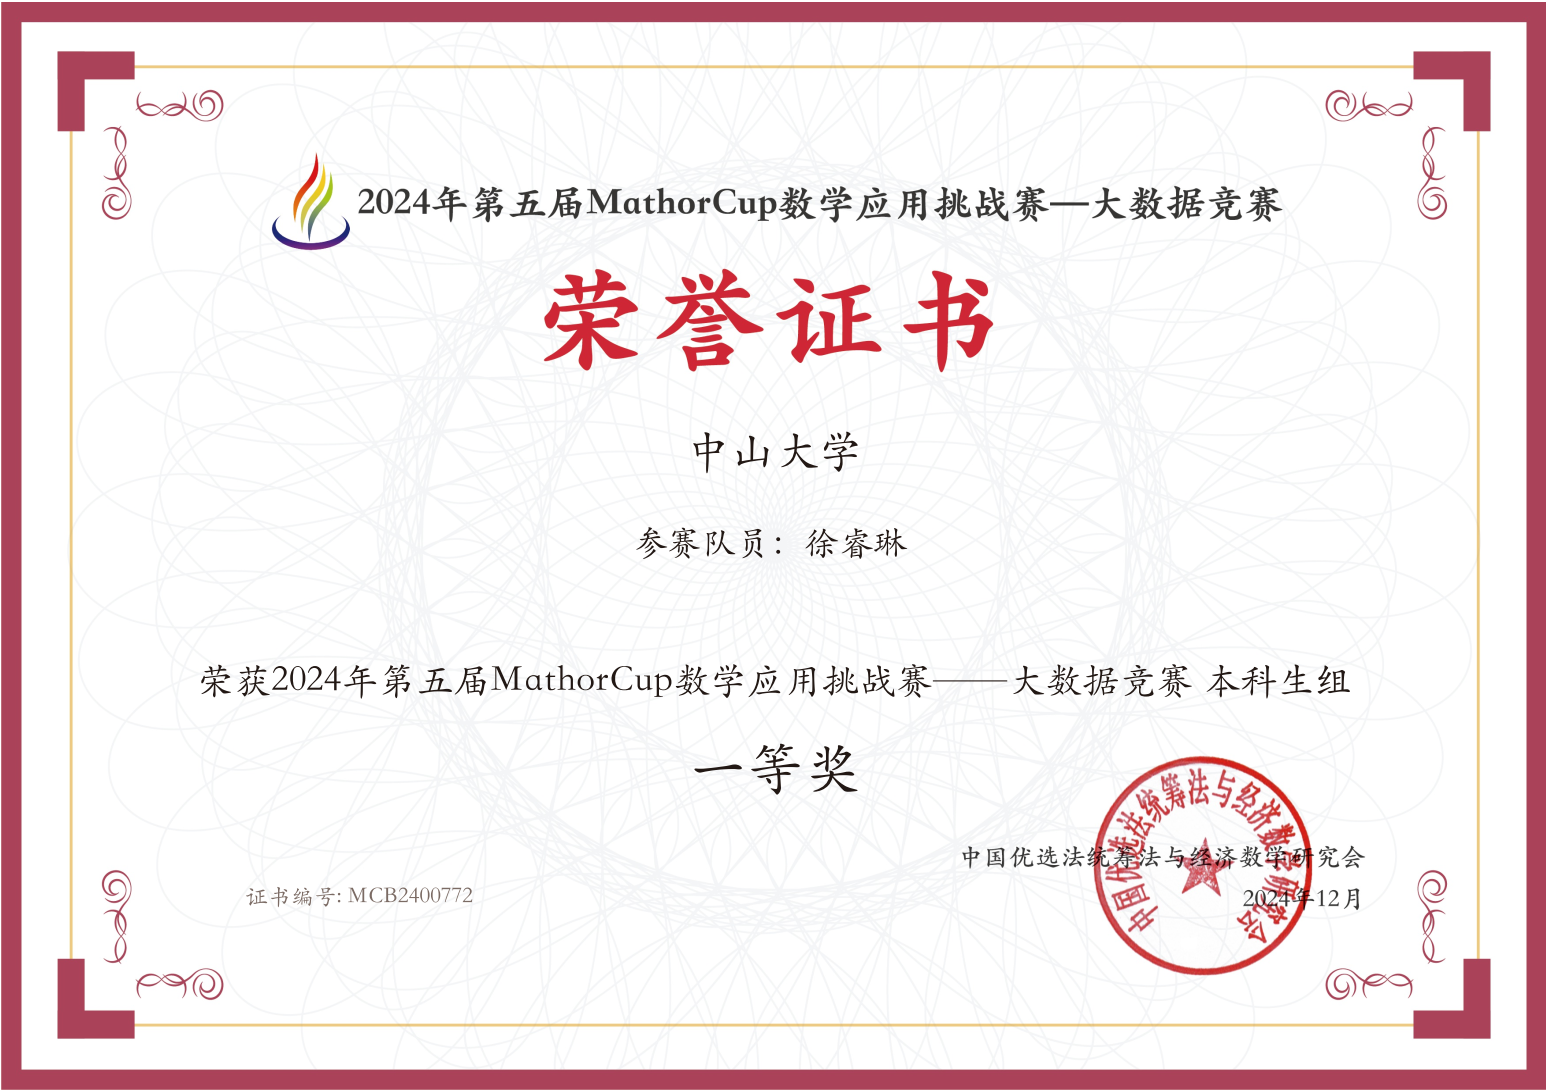 2024年第五届MathorCup数学应用挑战赛—大数据竞赛
荣誉证书
中山大学
参赛队员：徐睿琳
荣获2024年第五届MathorCup数学应用挑战赛——大数据竞赛 本科生组
一等奖
中国优选法统筹法与经济数学研究会
中国优选法统筹法与经济数学研究会
证书编号: MCB2400772
2024年12月